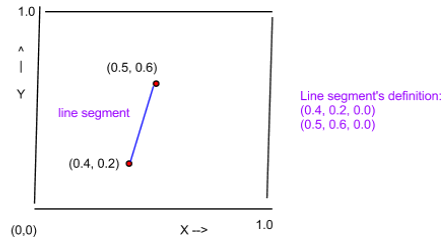 1.0
^
|
Y
(0.5, 0.6)
line segment
(0.4, 0.2)
Line segment's definition:
(0.4, 0.2, 0.0)
(0.5, 0.6, 0.0)
(0,0)
X -->
1.0